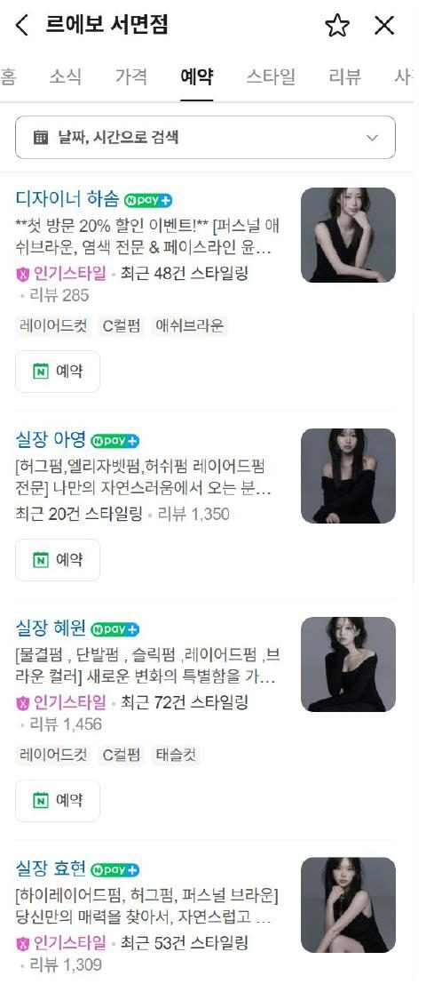 르에보 서면점
홈 소식 가격 예약 스타일 리뷰
날짜, 시간으로 검색
디자이너 하솜 N pay +
**첫 방문 20% 할인 이벤트!** [퍼스널 애
쉬브라운, 염색 전문 & 페이스라인 윤...
인기스타일 · 최근 48건 스타일링
· 리뷰 285
레이어드컷 C컬펌 애쉬브라운
N 예약
실장 아영 N pay +
[허그펌,엘리자벳펌,허쉬펌 레이어드펌
전문] 나만의 자연스러움에서 오는 분...
최근 20건 스타일링 · 리뷰 1,350
N 예약
실장 혜원 N pay +
[물결펌 , 단발펌 , 슬릭펌 ,레이어드펌 ,브
라운 컬러] 새로운 변화의 특별함을 가...
인기스타일 · 최근 72건 스타일링
· 리뷰 1,456
레이어드컷 C컬펌 태슬컷
N 예약
실장 효현 N pay +
[하이레이어드펌, 허그펌, 퍼스널 브라운]
당신만의 매력을 찾아서, 자연스럽고 ...
인기스타일 · 최근 53건 스타일링
· 리뷰 1,309